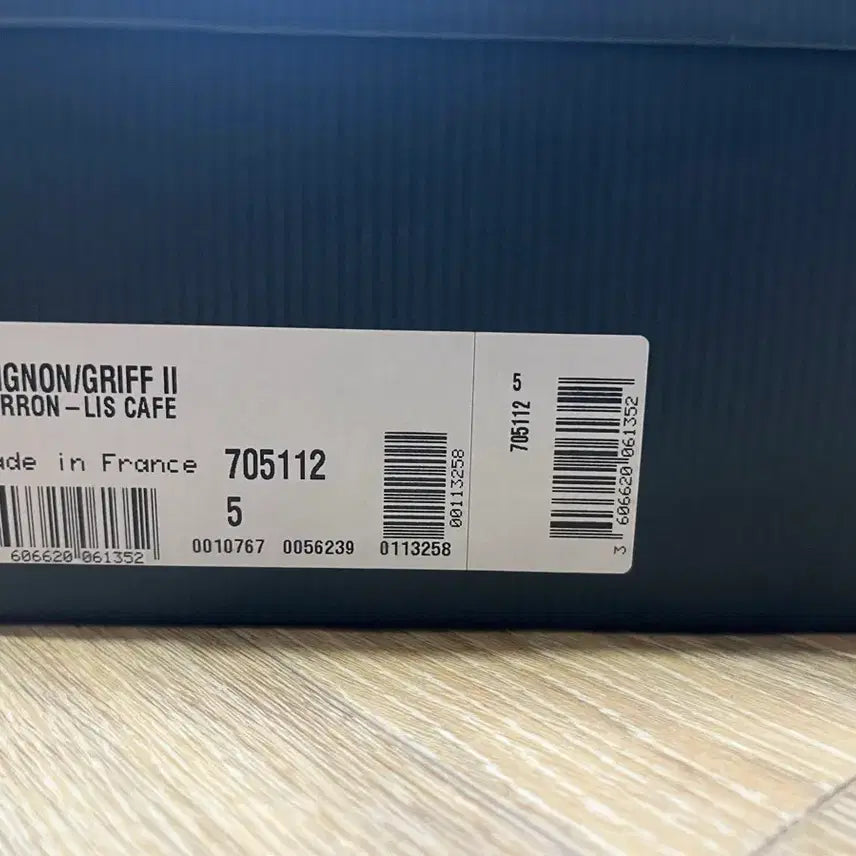 IGNON/GRIFF II
RRON – LIS CAFE
ade in France 705112
5
606620 061352
0010767 0056239 0113258
00113258
5
705112
3 606620 061352